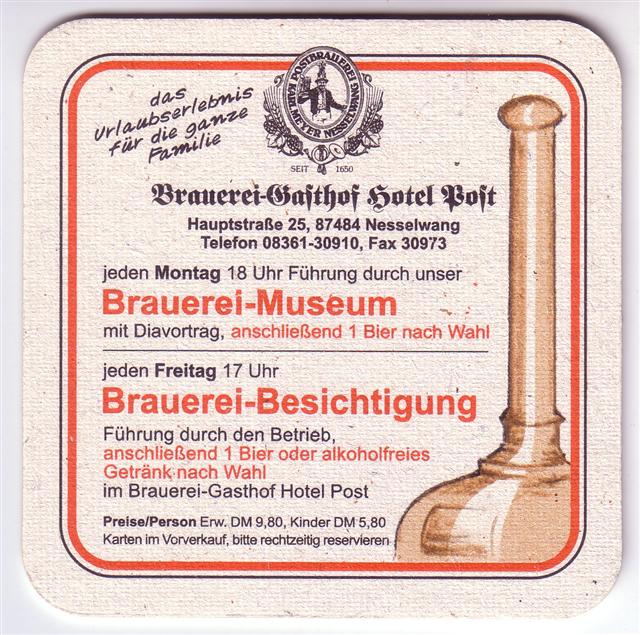 das
Urlaubserlebnis
für die ganze
Familie
POSTBRAUEREI
KARL MEYER NESSELWANG
SEIT 1650
Brauerei-Gasthof Hotel Post
Hauptstraße 25, 87484 Nesselwang
Telefon 08361-30910, Fax 30973
jeden Montag 18 Uhr Führung durch unser
Brauerei-Museum
mit Diavortrag, anschließend 1 Bier nach Wahl
jeden Freitag 17 Uhr
Brauerei-Besichtigung
Führung durch den Betrieb,
anschließend 1 Bier oder alkoholfreies
Getränk nach Wahl
im Brauerei-Gasthof Hotel Post
Preise/Person Erw. DM 9,80, Kinder DM 5,80
Karten im Vorverkauf, bitte rechtzeitig reservieren